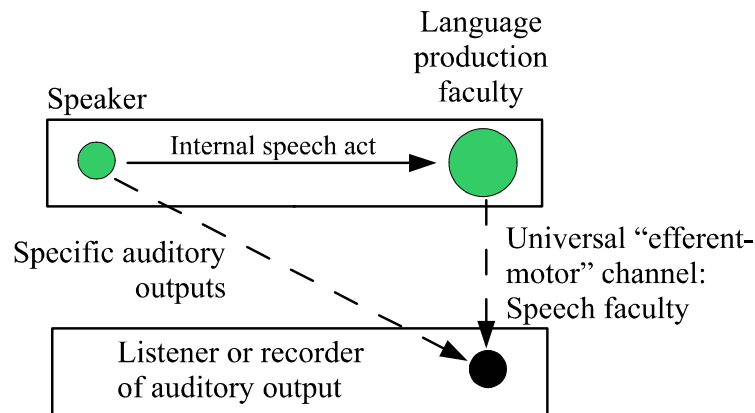 Language
production
faculty
Speaker
Internal speech act
Specific auditory
outputs
Universal “efferent-
motor” channel:
Speech faculty
Listener or recorder
of auditory output